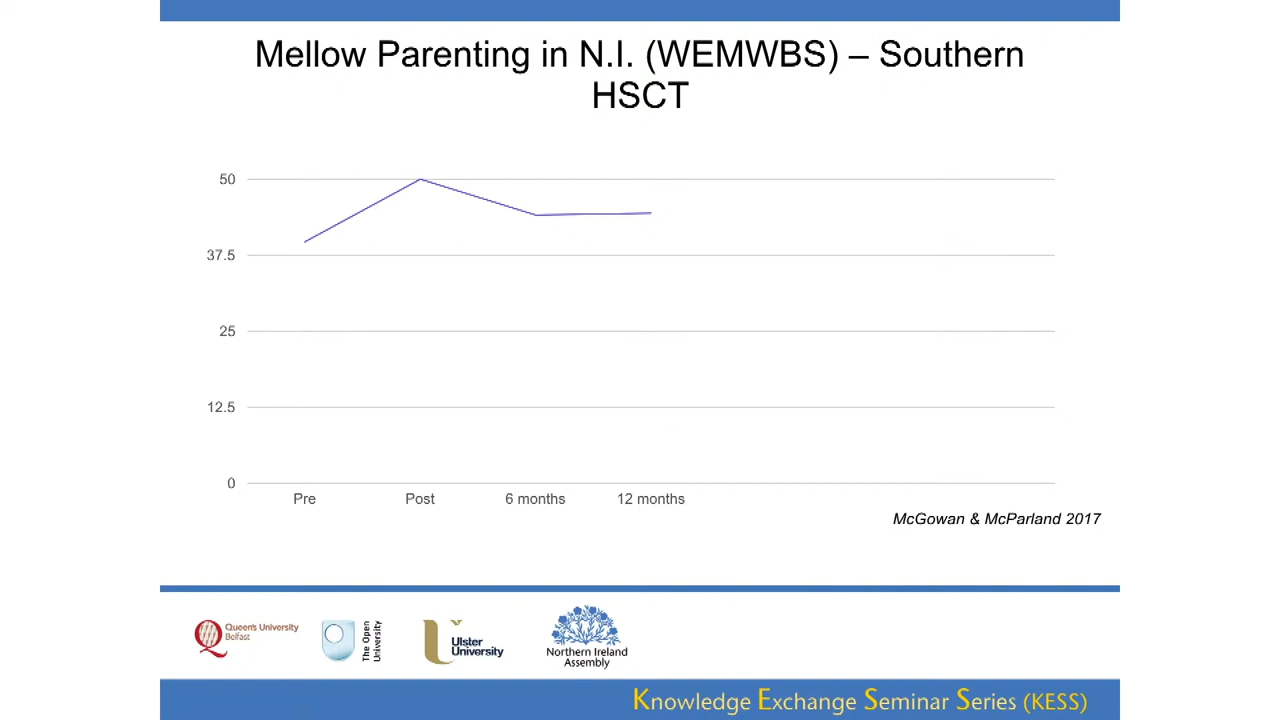 Mellow Parenting in N.I. (WEMWBS) – Southern
HSCT
50
37.5
25
12.5
0
Pre
Post
6 months
12 months
McGowan & McParland 2017
Queen's University
Belfast
The Open
University
Ulster
University
Northern Ireland
Assembly
Knowledge Exchange Seminar Series (KESS)